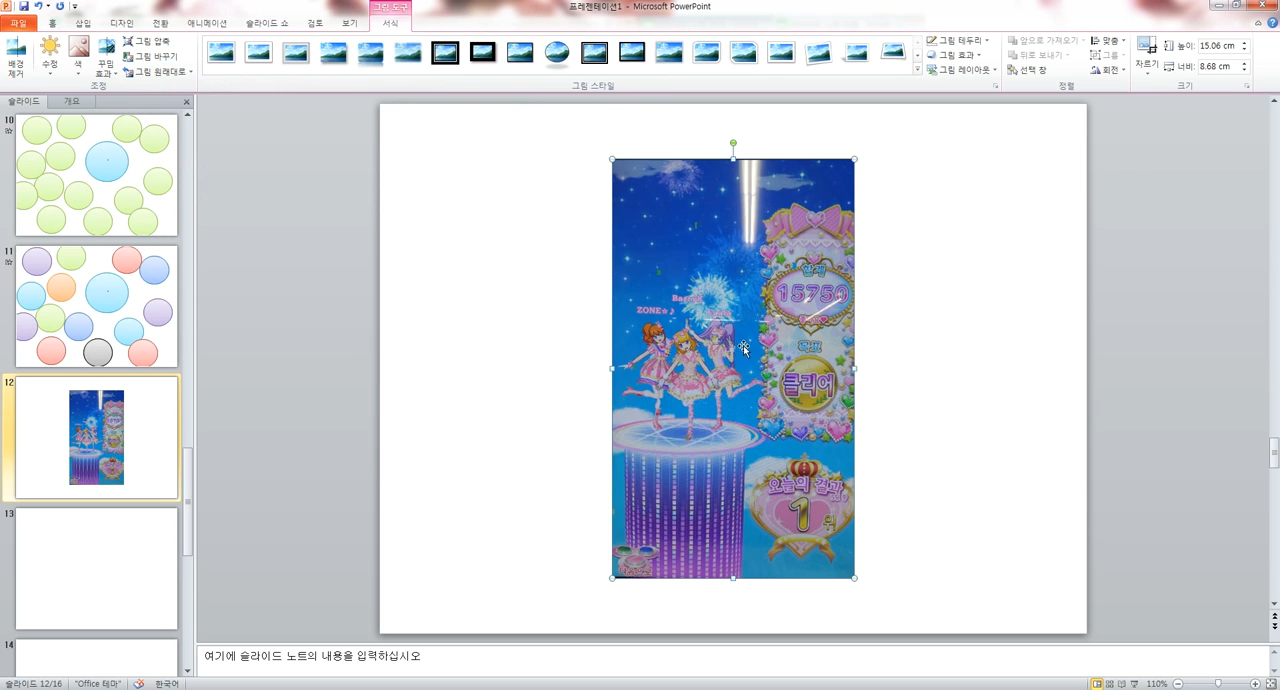 프레젠테이션1 - Microsoft PowerPoint
그림 도구
파일 홈 삽입 디자인 전환 애니메이션 슬라이드 쇼 검토 보기 서식
배경 제거
수정
색
꾸밈 효과
그림 압축
그림 바꾸기
그림 원래대로
조정
그림 스타일
그림 테두리
그림 효과
그림 레이아웃
앞으로 가져오기
뒤로 보내기
선택 창
맞춤
그룹
회전
정렬
자르기
높이: 15.06 cm
너비: 8.68 cm
크기
슬라이드 개요
10
11
12
13
14
ZONE☆♪
합계
15750
목표
클리어
오늘의 결과
1위
여기에 슬라이드 노트의 내용을 입력하십시오
슬라이드 12/16 "Office 테마" 한국어 110%